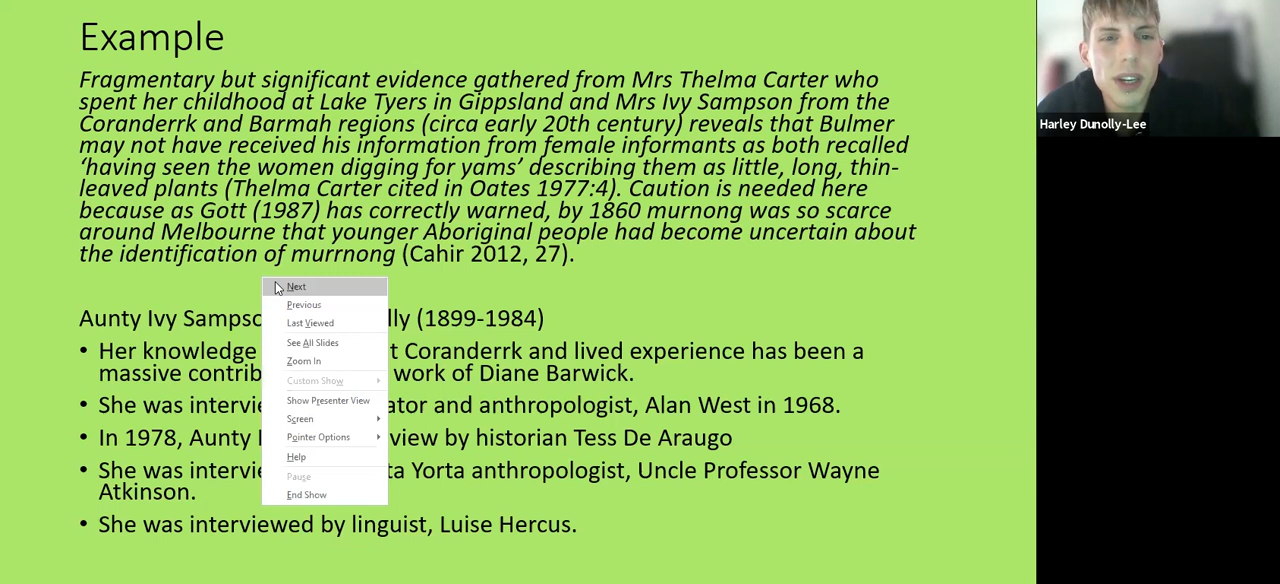 Example
Fragmentary but significant evidence gathered from Mrs Thelma Carter who
spent her childhood at Lake Tyers in Gippsland and Mrs Ivy Sampson from the
Coranderrk and Barmah regions (circa early 20th century) reveals that Bulmer
may not have received his information from female informants as both recalled
‘having seen the women digging for yams’ describing them as little, long, thin-
leaved plants (Thelma Carter cited in Oates 1977:4). Caution is needed here
because as Gott (1987) has correctly warned, by 1860 murnong was so scarce
around Melbourne that younger Aboriginal people had become uncertain about
the identification of murrnong (Cahir 2012, 27).
Aunty Ivy (1899-1984)
• Her knowledge Coranderrk and lived experience has been a
massive work of Diane Barwick.
• She was and anthropologist, Alan West in 1968.
• In 1978, Aunty by historian Tess De Araugo
• She was Yorta anthropologist, Uncle Professor Wayne
Atkinson.
• She was interviewed by linguist, Luise Hercus.
Next
Previous
Last Viewed
See All Slides
Zoom In
Custom Show
Show Presenter View
Screen
Pointer Options
Help
Pause
End Show
Harley Dunolly-Lee